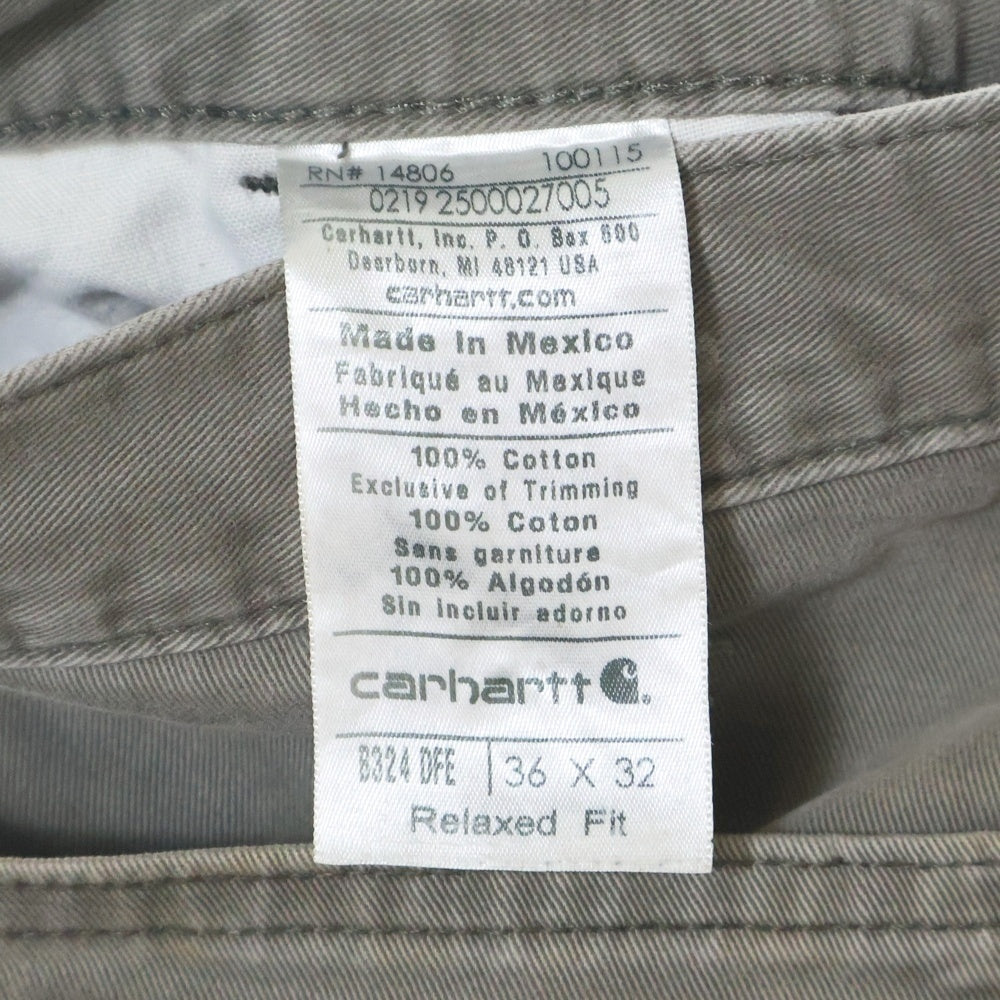 RN# 14806 100115
0219 2500027005
Carhartt, Inc. P. O. Box 600
Dearborn, MI 48121 USA
carhartt.com
Made in Mexico
Fabriqué au Mexique
Hecho en México
100% Cotton
Exclusive of Trimming
100% Coton
Sans garniture
100% Algodón
Sin incluir adorno
carhartt
B324 DFE | 36 X 32
Relaxed Fit